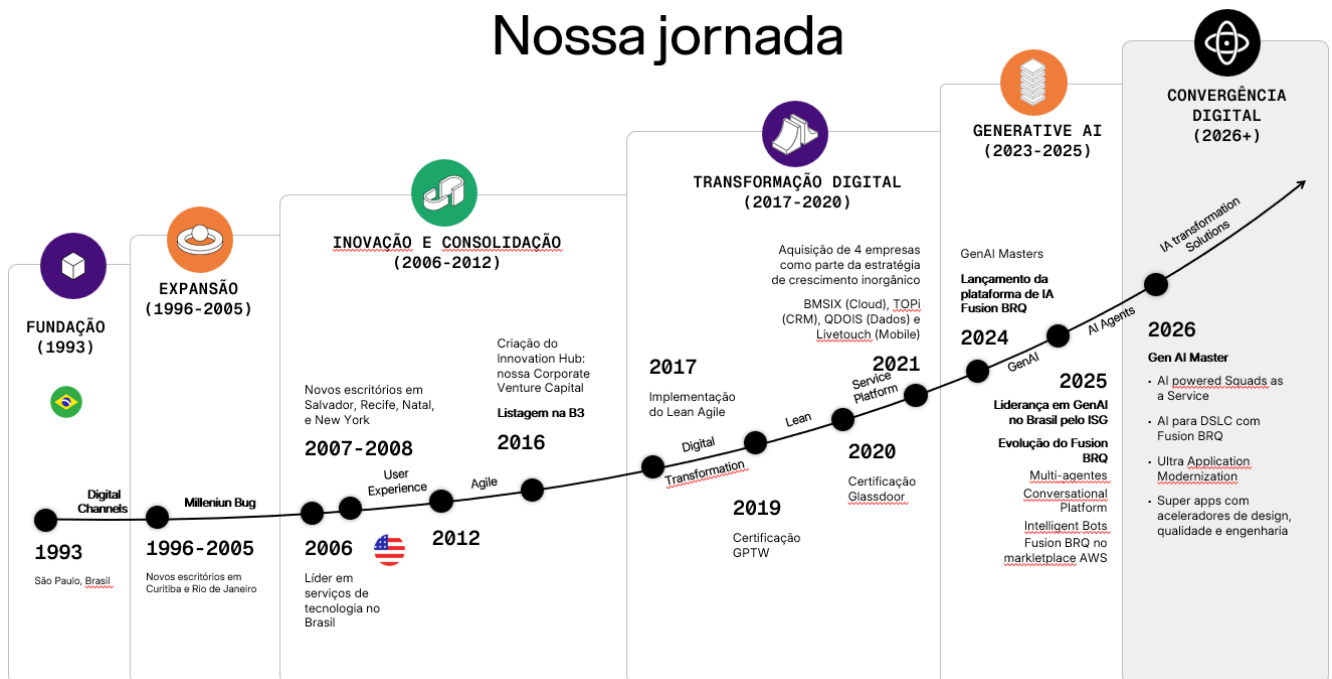 Nossa jornada
FUNDAÇÃO
(1993)
Digital
Channels
1993
São Paulo, Brasil
EXPANSÃO
(1996-2005)
Milleniun Bug
1996-2005
Novos escritórios em
Curitiba e Rio de Janeiro
INOVAÇÃO E CONSOLIDAÇÃO
(2006-2012)
Novos escritórios em
Salvador, Recife, Natal,
e New York
2007-2008
Criação do
Innovation Hub:
nossa Corporate
Venture Capital
Listagem na B3
2016
User
Experience
Agile
2006
Líder em
serviços de
tecnologia no
Brasil
2012
TRANSFORMAÇÃO DIGITAL
(2017-2020)
Aquisição de 4 empresas
como parte da estratégia
de crescimento inorgânico
BMSIX (Cloud), TOPi
(CRM), QDOIS (Dados) e
Livetouch (Mobile)
2021
2017
Implementação
do Lean Agile
Digital
Transformation
Lean
Service
Platform
2019
Certificação
GPTW
2020
Certificação
Glassdoor
GENERATIVE AI
(2023-2025)
GenAI Masters
Lançamento da
plataforma de IA
Fusion BRQ
2024
GenAI
AI Agents
2025
Liderança em GenAI
no Brasil pelo ISG
Evolução do Fusion
BRQ
Multi-agentes
Conversational
Platform
Intelligent Bots
Fusion BRQ no
markletplace AWS
CONVERGÊNCIA
DIGITAL
(2026+)
IA transformation
Solutions
2026
Gen AI Master
• AI powered Squads as
a Service
• AI para DSLC com
Fusion BRQ
• Ultra Application
Modernization
• Super apps com
aceleradores de design,
qualidade e engenharia